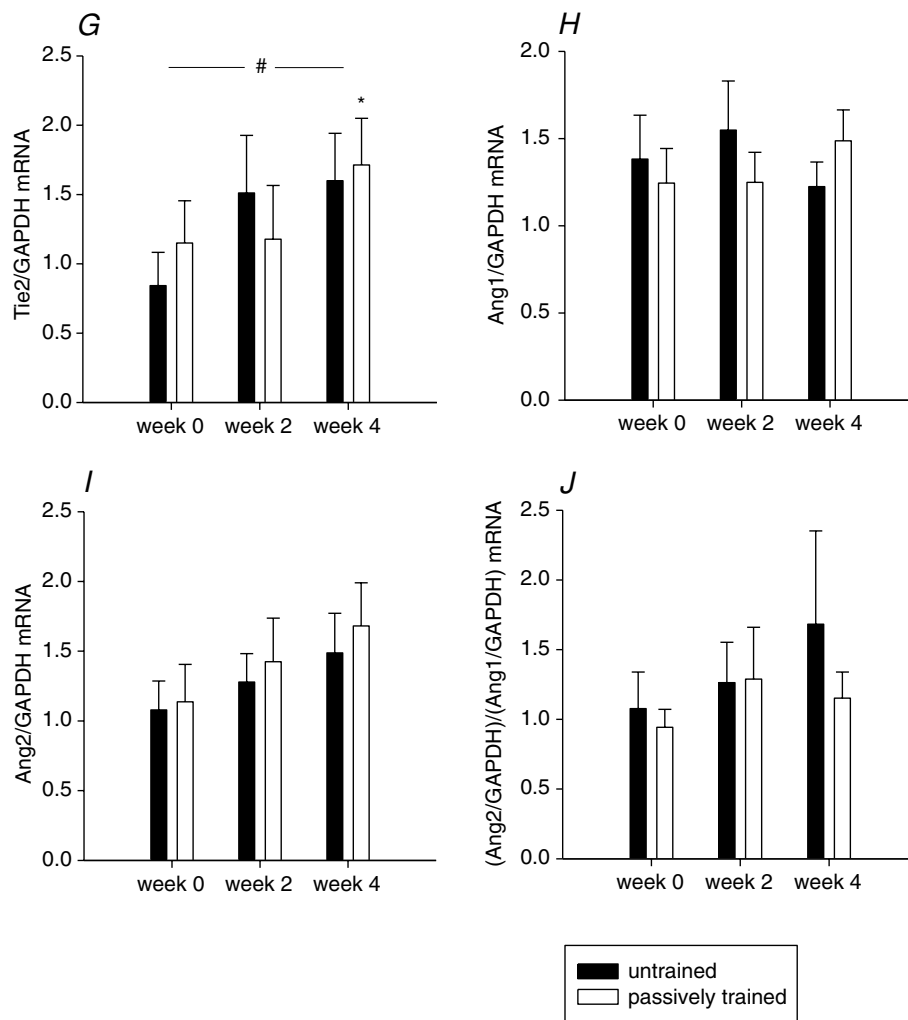 G
Tie2/GAPDH mRNA
2.5
2.0
1.5
1.0
0.5
0.0
#
*
week 0 week 2 week 4
H
Ang1/GAPDH mRNA
2.0
1.5
1.0
0.5
0.0
week 0 week 2 week 4
I
Ang2/GAPDH mRNA
2.5
2.0
1.5
1.0
0.5
0.0
week 0 week 2 week 4
J
(Ang2/GAPDH)/(Ang1/GAPDH) mRNA
2.5
2.0
1.5
1.0
0.5
0.0
week 0 week 2 week 4
untrained
passively trained